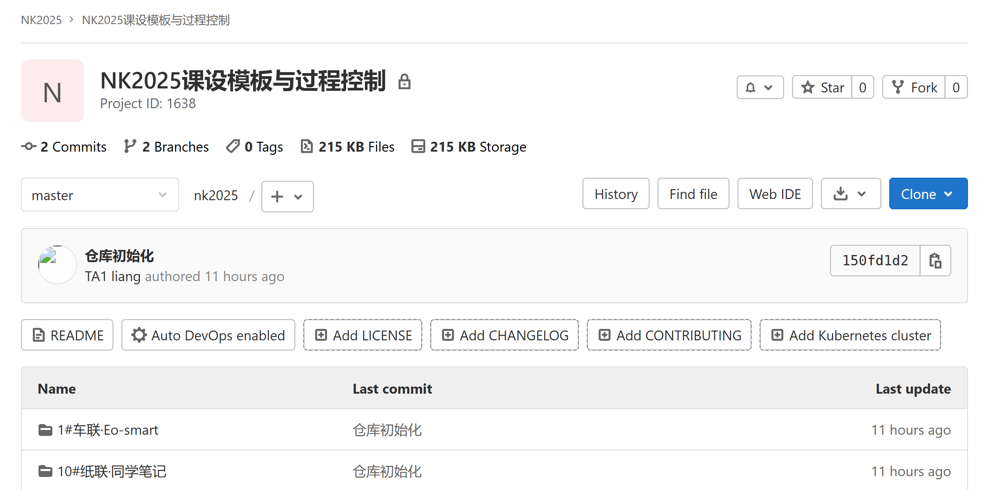 NK2025 > NK2025课设模板与过程控制
N
NK2025课设模板与过程控制
Project ID: 1638
Star 0
Fork 0
2 Commits 2 Branches 0 Tags 215 KB Files 215 KB Storage
master nk2025 / + History Find file Web IDE Clone
仓库初始化
TA1 liang authored 11 hours ago
150fd1d2
README Auto DevOps enabled Add LICENSE Add CHANGELOG Add CONTRIBUTING Add Kubernetes cluster
Name Last commit Last update
1#车联·Eo-smart 仓库初始化 11 hours ago
10#纸联·同学笔记 仓库初始化 11 hours ago